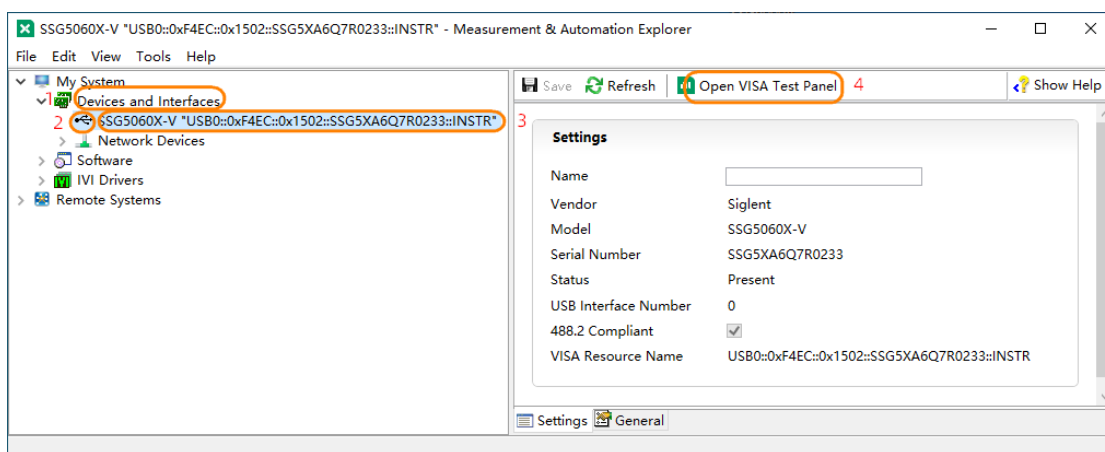 SSG5060X-V "USB0::0xF4EC::0x1502::SSG5XA6Q7R0233::INSTR" - Measurement & Automation Explorer
File Edit View Tools Help
My System
1 Devices and Interfaces
2 SSG5060X-V "USB0::0xF4EC::0x1502::SSG5XA6Q7R0233::INSTR" 3
Network Devices
Software
IVI Drivers
Remote Systems
Save Refresh Open VISA Test Panel 4 Show Help
Settings
Name
Vendor Siglent
Model SSG5060X-V
Serial Number SSG5XA6Q7R0233
Status Present
USB Interface Number 0
488.2 Compliant
VISA Resource Name USB0::0xF4EC::0x1502::SSG5XA6Q7R0233::INSTR
Settings General